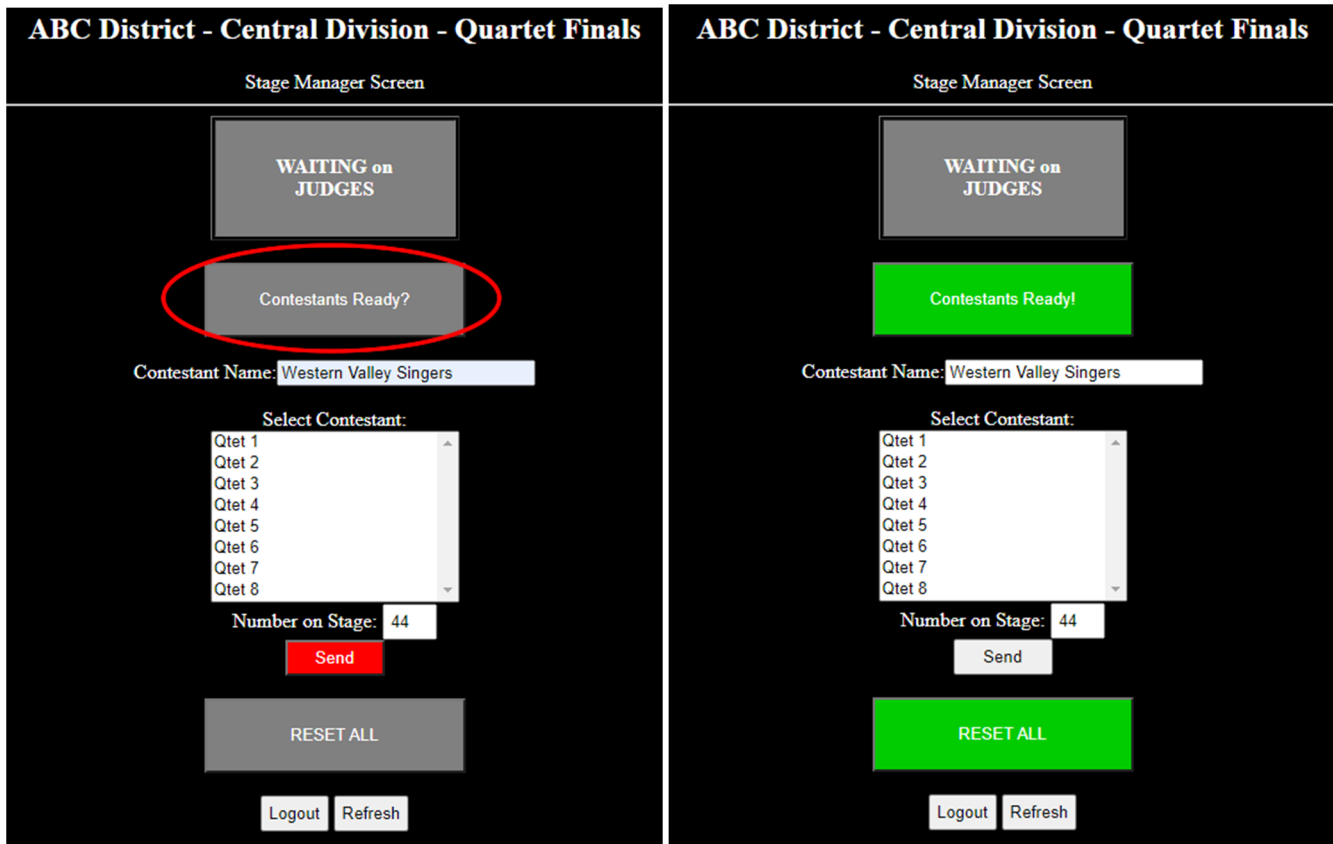 ABC District - Central Division - Quartet Finals
Stage Manager Screen
WAITING on
JUDGES
Contestants Ready?
Contestant Name: Western Valley Singers
Select Contestant:
Qtet 1
Qtet 2
Qtet 3
Qtet 4
Qtet 5
Qtet 6
Qtet 7
Qtet 8
Number on Stage: 44
Send
RESET ALL
Logout Refresh
ABC District - Central Division - Quartet Finals
Stage Manager Screen
WAITING on
JUDGES
Contestants Ready!
Contestant Name: Western Valley Singers
Select Contestant:
Qtet 1
Qtet 2
Qtet 3
Qtet 4
Qtet 5
Qtet 6
Qtet 7
Qtet 8
Number on Stage: 44
Send
RESET ALL
Logout Refresh